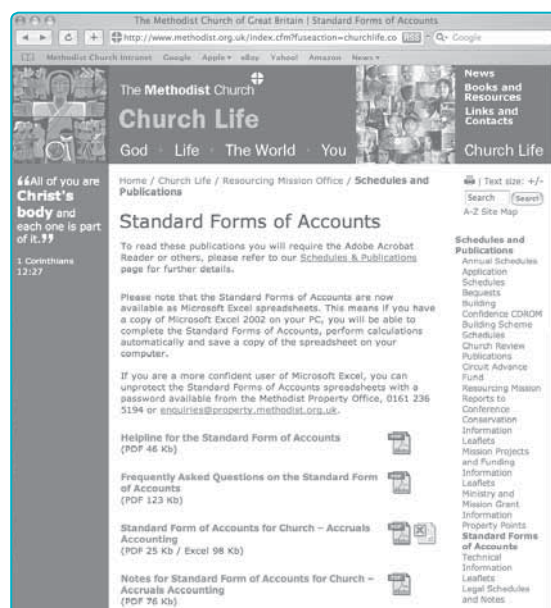 The Methodist Church of Great Britain | Standard Forms of Accounts
http://www.methodist.org.uk/index.cfm?fuseaction=churchlife.co RSS Google
Methodist Church Intranet Google Apple eBay Yahoo! Amazon News
The Methodist Church
Church Life
God · Life · The World · You
News
Books and
Resources
Links and
Contacts
Church Life
“All of you are
Christ's
body and
each one is part
of it.”
1 Corinthians
12:27
Home / Church Life / Resourcing Mission Office / Schedules and
Publications
Standard Forms of Accounts
To read these publications you will require the Adobe Acrobat
Reader or others, please refer to our Schedules & Publications
page for further details.
Please note that the Standard Forms of Accounts are now
available as Microsoft Excel spreadsheets. This means if you have
a copy of Microsoft Excel 2002 on your PC, you will be able to
complete the Standard Forms of Accounts, perform calculations
automatically and save a copy of the spreadsheet on your
computer.
If you are a more confident user of Microsoft Excel, you can
unprotect the Standard Forms of Accounts spreadsheets with a
password available from the Methodist Property Office, 0161 236
5194 or enquiries@property.methodist.org.uk.
Helpline for the Standard Form of Accounts
(PDF 46 Kb)
Frequently Asked Questions on the Standard Form
of Accounts
(PDF 123 Kb)
Standard Form of Accounts for Church – Accruals
Accounting
(PDF 25 Kb / Excel 98 Kb)
Notes for Standard Form of Accounts for Church –
Accruals Accounting
(PDF 76 Kb)
| Text size: +/-
Search Search
A-Z Site Map
Schedules and
Publications
Annual Schedules
Application
Schedules
Bequests
Building
Confidence CDROM
Building Scheme
Schedules
Church Review
Publications
Circuit Advance
Fund
Resourcing Mission
Reports to
Conference
Conservation
Information
Leaflets
Mission Projects
and Funding
Information
Leaflets
Ministry and
Mission Grant
Information
Property Points
Standard Forms
of Accounts
Technical
Information
Leaflets
Legal Schedules
and Notes